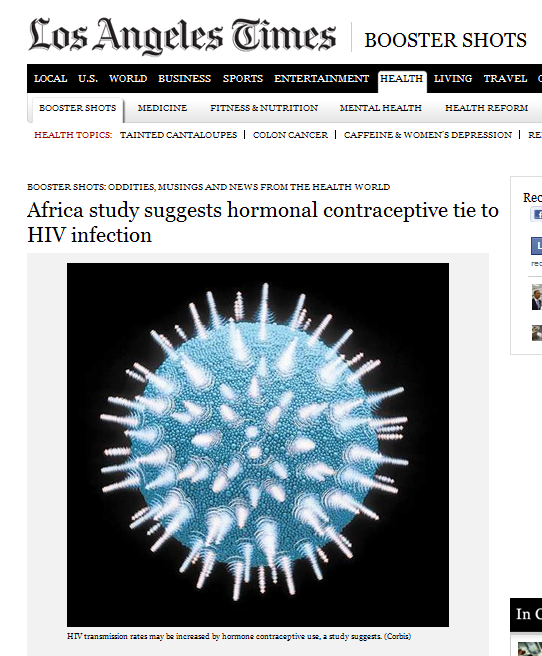 Los Angeles Times
BOOSTER SHOTS
LOCAL U.S. WORLD BUSINESS SPORTS ENTERTAINMENT HEALTH LIVING TRAVEL
BOOSTER SHOTS MEDICINE FITNESS & NUTRITION MENTAL HEALTH HEALTH REFORM
HEALTH TOPICS: TAINTED CANTALOUPES | COLON CANCER | CAFFEINE & WOMEN'S DEPRESSION | RE
BOOSTER SHOTS: ODDITIES, MUSINGS AND NEWS FROM THE HEALTH WORLD
Africa study suggests hormonal contraceptive tie to
HIV infection
Rec
rec
HIV transmission rates may be increased by hormone contraceptive use, a study suggests. (Corbis)
In